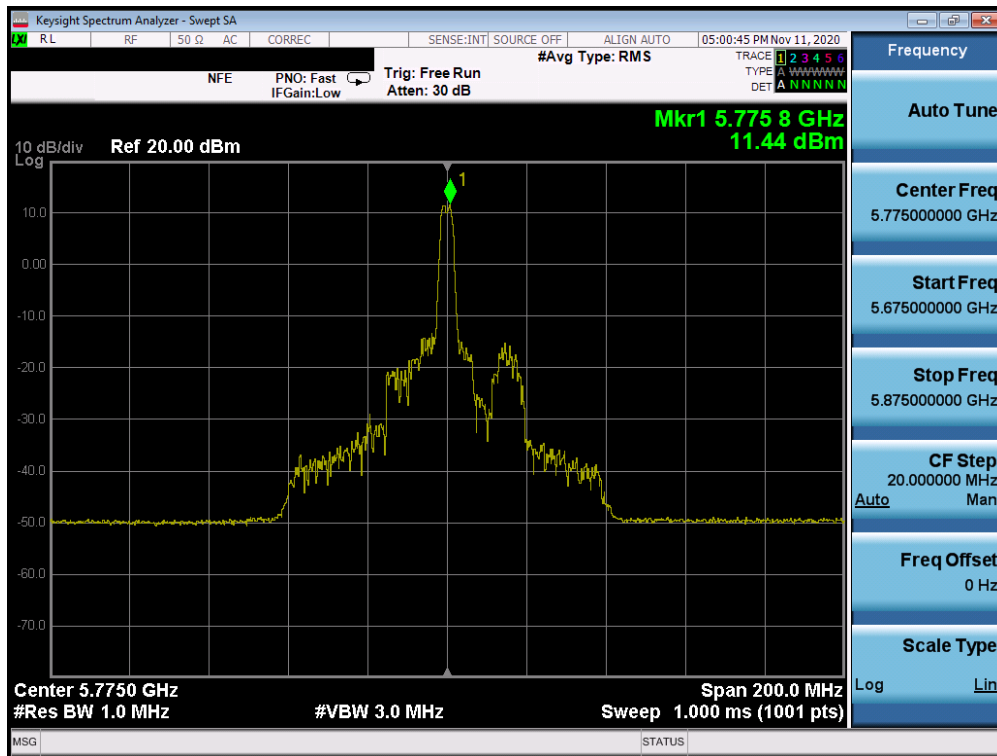 Keysight Spectrum Analyzer - Swept SA
LXI RL RF 50 Ω AC CORREC SENSE:INT SOURCE OFF ALIGN AUTO 05:00:45 PM Nov 11, 2020
Frequency
#Avg Type: RMS
TRACE 1 2 3 4 5 6
NFE PNO: Fast Trig: Free Run TYPE A WWWWW
IFGain:Low Atten: 30 dB DET A N N N N N
Auto Tune
Mkr1 5.775 8 GHz
11.44 dBm
10 dB/div Ref 20.00 dBm
Log
1
10.0
0.00
-10.0
-20.0
-30.0
-40.0
-50.0
-60.0
-70.0
Center 5.7750 GHz Span 200.0 MHz
#Res BW 1.0 MHz #VBW 3.0 MHz Sweep 1.000 ms (1001 pts)
Center Freq
5.775000000 GHz
Start Freq
5.675000000 GHz
Stop Freq
5.875000000 GHz
CF Step
20.000000 MHz
Auto Man
Freq Offset
0 Hz
Scale Type
Log Lin
MSG STATUS